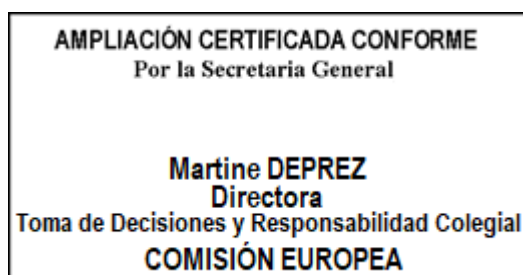 AMPLIACIÓN CERTIFICADA CONFORME
Por la Secretaria General
Martine DEPREZ
Directora
Toma de Decisiones y Responsabilidad Colegial
COMISIÓN EUROPEA